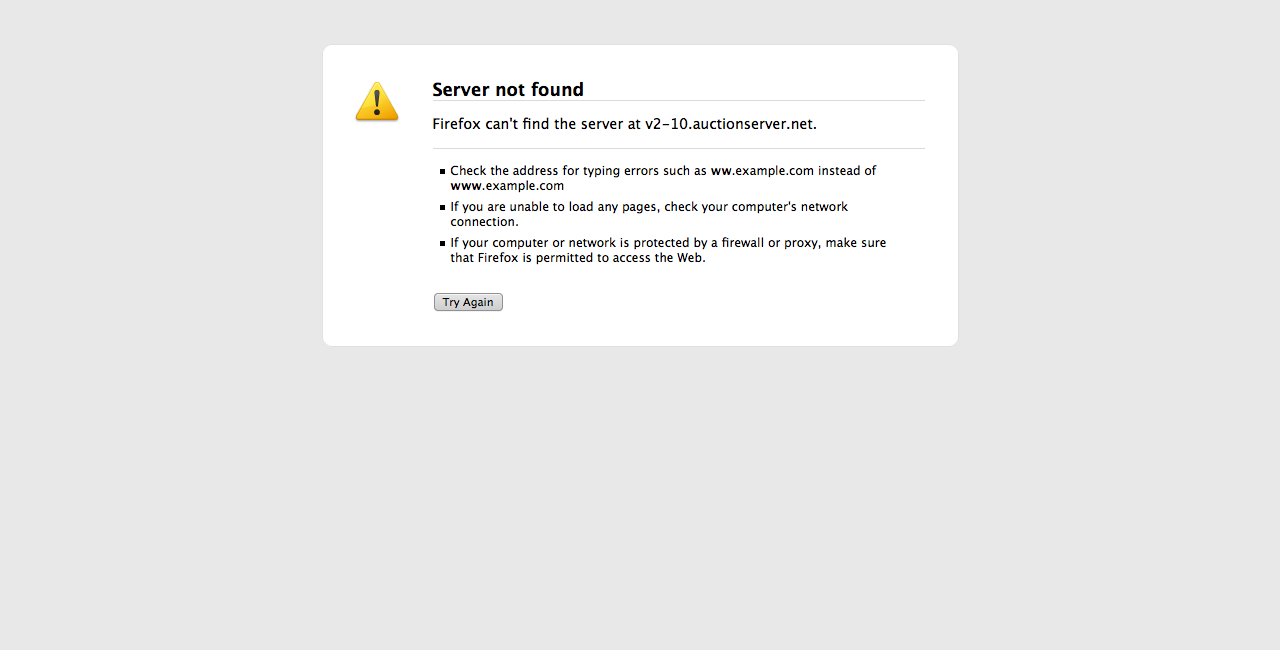 Server not found
Firefox can't find the server at v2-10.auctionserver.net.
Check the address for typing errors such as ww.example.com instead of
www.example.com
If you are unable to load any pages, check your computer's network
connection.
If your computer or network is protected by a firewall or proxy, make sure
that Firefox is permitted to access the Web.
Try Again